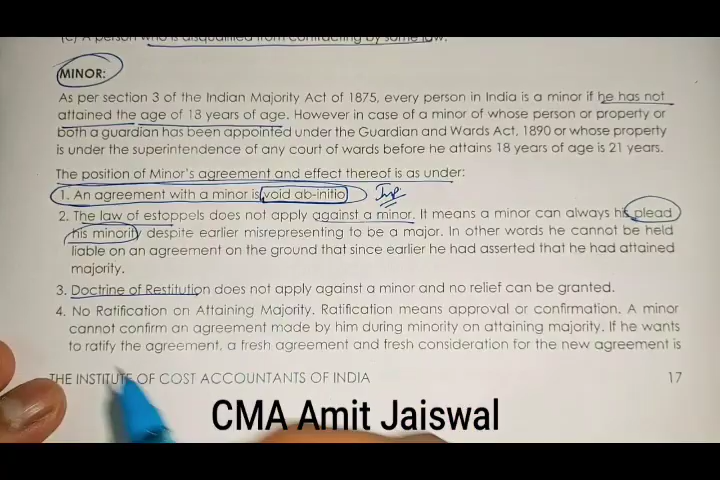 (c) A person who is disqualified from contracting by some law.
MINOR:
As per section 3 of the Indian Majority Act of 1875, every person in India is a minor if he has not
attained the age of 18 years of age. However in case of a minor of whose person or property or
both a guardian has been appointed under the Guardian and Wards Act, 1890 or whose property
is under the superintendence of any court of wards before he attains 18 years of age is 21 years.
The position of Minor's agreement and effect thereof is as under:
1. An agreement with a minor is void ab-initio Imp.
2. The law of estoppels does not apply against a minor. It means a minor can always his plead
his minority despite earlier misrepresenting to be a major. In other words he cannot be held
liable on an agreement on the ground that since earlier he had asserted that he had attained
majority.
3. Doctrine of Restitution does not apply against a minor and no relief can be granted.
4. No Ratification on Attaining Majority. Ratification means approval or confirmation. A minor
cannot confirm an agreement made by him during minority on attaining majority. If he wants
to ratify the agreement, a fresh agreement and fresh consideration for the new agreement is
THE INSTITUTE OF COST ACCOUNTANTS OF INDIA 17
CMA Amit Jaiswal